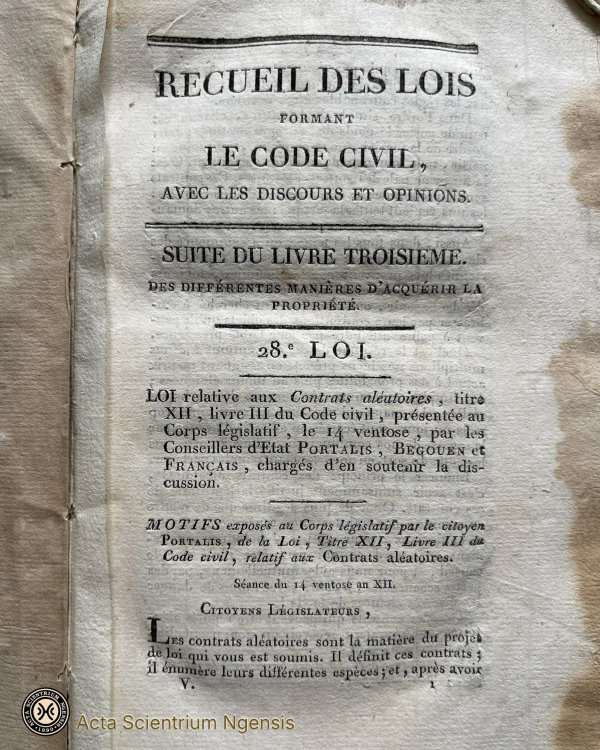 RECUEIL DES LOIS
FORMANT
LE CODE CIVIL,
AVEC LES DISCOURS ET OPINIONS.
SUITE DU LIVRE TROISIEME.
DES DIFFÉRENTES MANIÈRES D'ACQUÉRIR LA
PROPRIÉTÉ.
28.e LOI.
LOI relative aux Contrats aléatoires, titre
XII, livre III du Code civil, présentée au
Corps législatif, le 14 ventose, par les
Conseillers d'Etat PORTALIS, BEGOUEN et
FRANÇAIS, chargés d'en soutenir la dis-
cussion.
MOTIFS exposés au Corps législatif par le citoyen
PORTALIS, de la Loi, Titre XII, Livre III du
Code civil, relatif aux Contrats aléatoires.
Séance du 14 ventose an XII.
CITOYENS LÉGISLATEURS,
LES contrats aléatoires sont la matière du projet
de loi qui vous est soumis. Il définit ces contrats;
il énumère leurs différentes espèces; et, après avoir
V. 1
ACTA SCIENTRIUM NGENSIS
1990
Acta Scientrium Ngensis